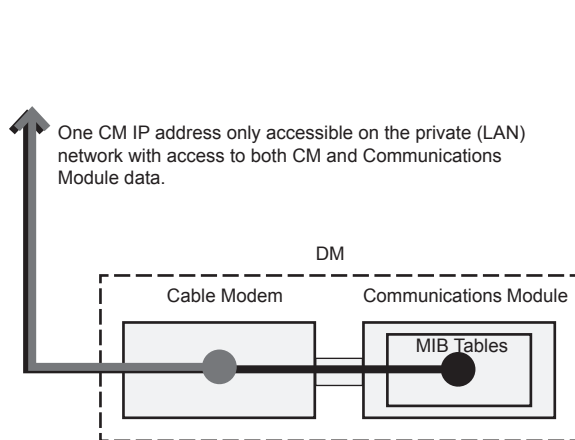 One CM IP address only accessible on the private (LAN)
network with access to both CM and Communications
Module data.
DM
Cable Modem
Communications Module
MIB Tables